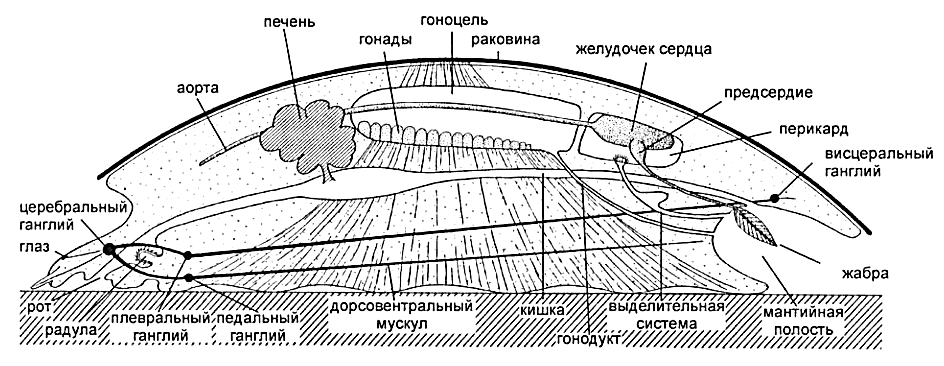 гоноцель
печень
гонады
раковина
желудочек сердца
аорта
предсердие
перикард
висцеральный
ганглий
церебральный
ганглий
глаз
жабра
рот
радула
плевральный
ганглий
педальный
ганглий
дорсовентральный
мускул
кишка
гонодукт
выделительная
система
мантийная
полость